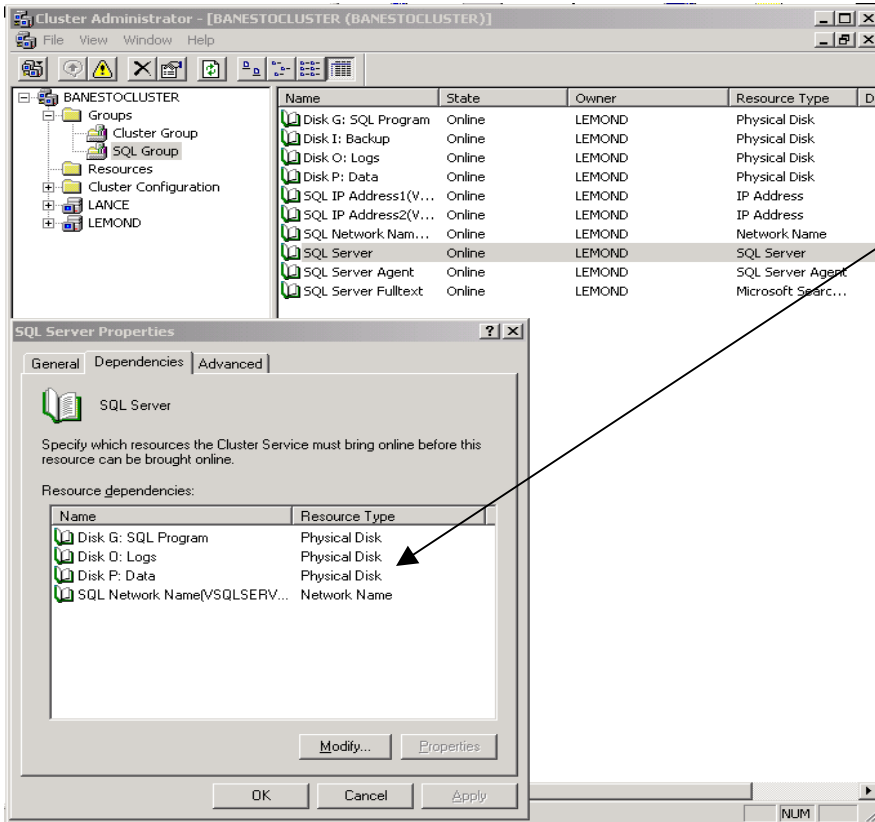 Cluster Administrator - [BANESTOCLUSTER (BANESTOCLUSTER)]
File View Window Help
BANESTOCLUSTER
Groups
Cluster Group
SQL Group
Resources
Cluster Configuration
LANCE
LEMOND
Name State Owner Resource Type D
Disk G: SQL Program Online LEMOND Physical Disk
Disk I: Backup Online LEMOND Physical Disk
Disk O: Logs Online LEMOND Physical Disk
Disk P: Data Online LEMOND Physical Disk
SQL IP Address1(V... Online LEMOND IP Address
SQL IP Address2(V... Online LEMOND IP Address
SQL Network Nam... Online LEMOND Network Name
SQL Server Online LEMOND SQL Server
SQL Server Agent Online LEMOND SQL Server Agent
SQL Server Fulltext Online LEMOND Microsoft Searc...
SQL Server Properties
General Dependencies Advanced
SQL Server
Specify which resources the Cluster Service must bring online before this
resource can be brought online.
Resource dependencies:
Name Resource Type
Disk G: SQL Program Physical Disk
Disk O: Logs Physical Disk
Disk P: Data Physical Disk
SQL Network Name(VSQLSERV... Network Name
Modify... Properties
OK Cancel Apply
NUM